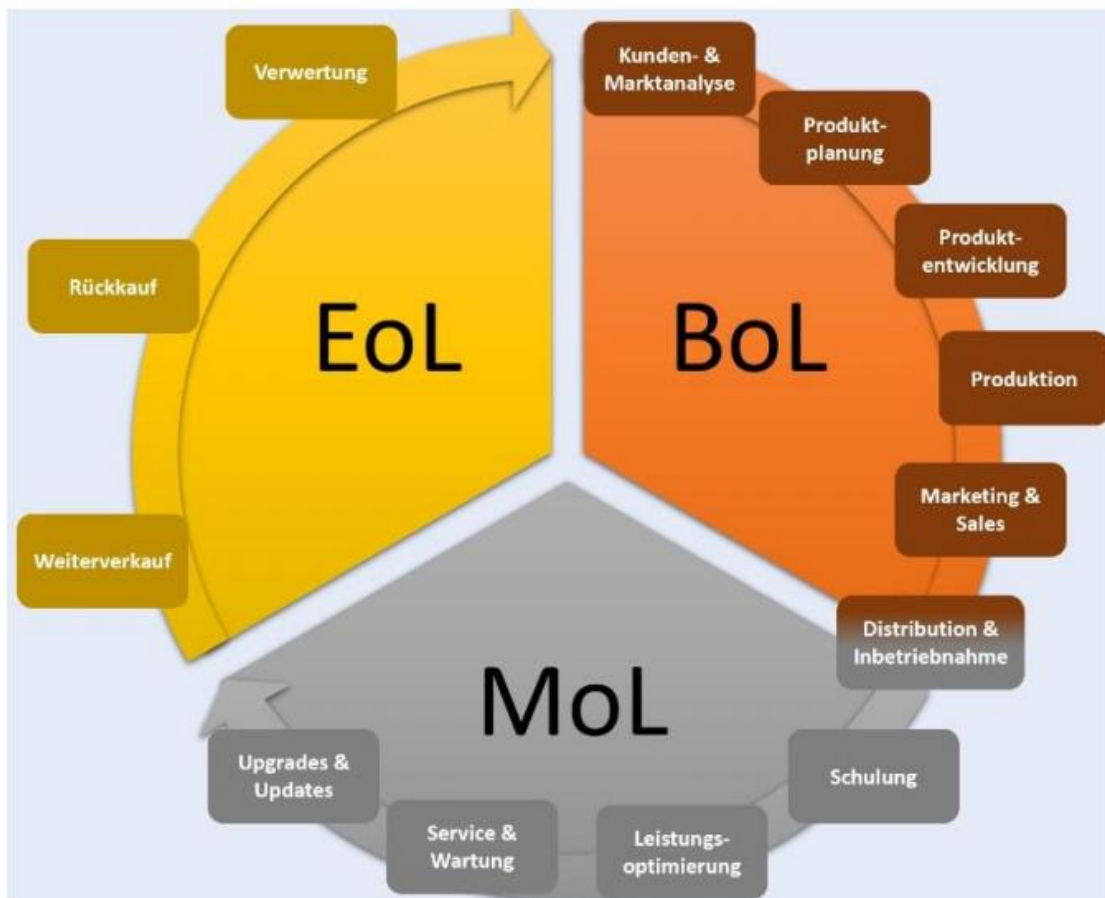 Kunden- &
Marktanalyse
Produkt-
planung
Produkt-
entwicklung
Produktion
Marketing &
Sales
Distribution &
Inbetriebnahme
Schulung
Leistungs-
optimierung
Service &
Wartung
Upgrades &
Updates
Weiterverkauf
Rückkauf
Verwertung
EoL
BoL
MoL